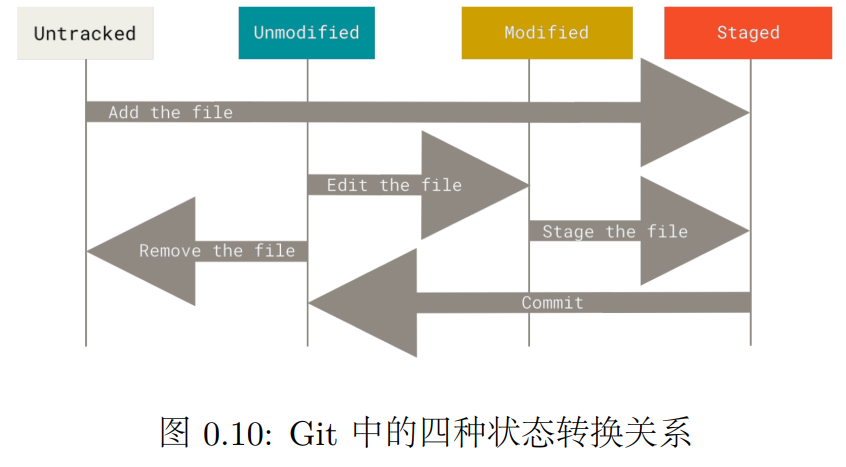 Untracked
Unmodified
Modified
Staged
Add the file
Edit the file
Stage the file
Remove the file
Commit
图 0.10: Git 中的四种状态转换关系